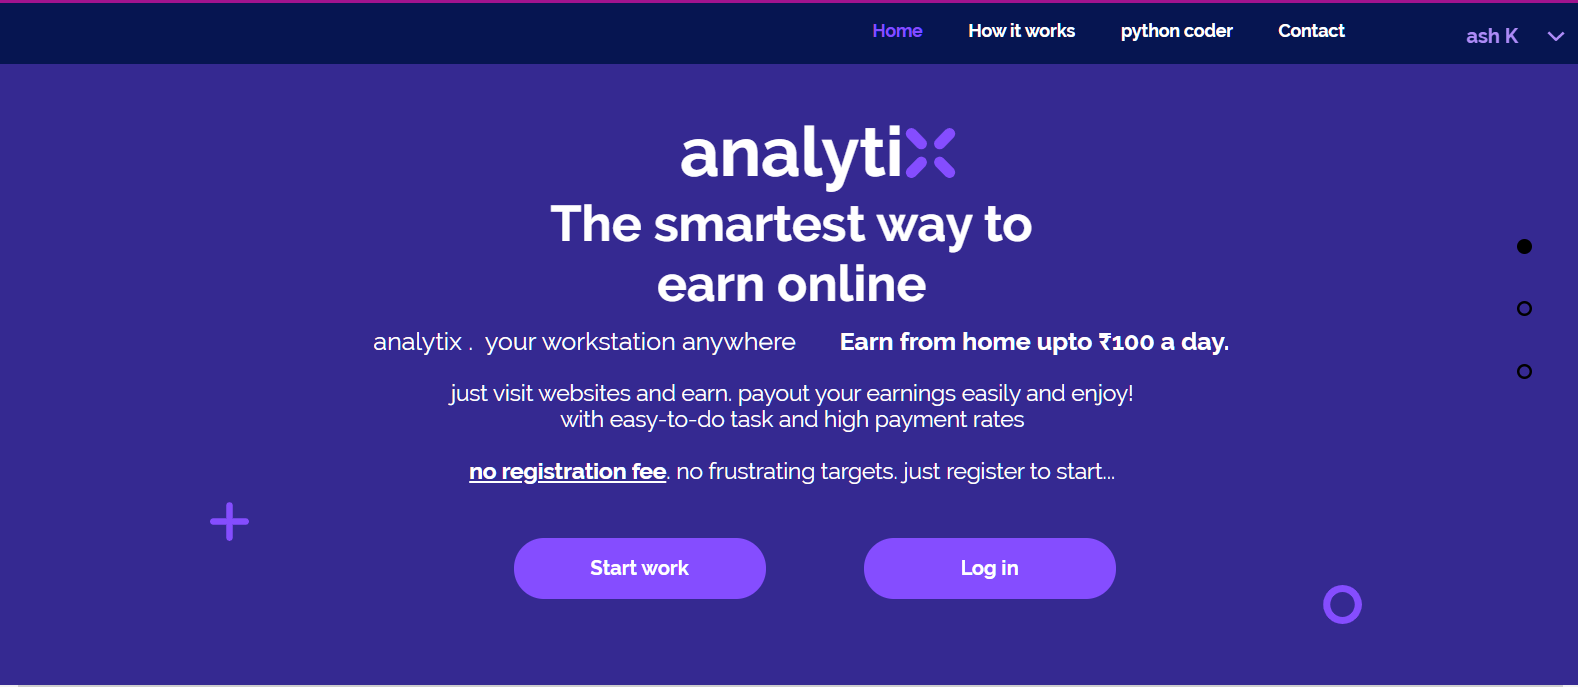 Home How it works python coder Contact ash K
analytix
The smartest way to
earn online
analytix . your workstation anywhere Earn from home upto ₹100 a day.
just visit websites and earn. payout your earnings easily and enjoy!
with easy-to-do task and high payment rates
no registration fee. no frustrating targets. just register to start...
Start work Log in